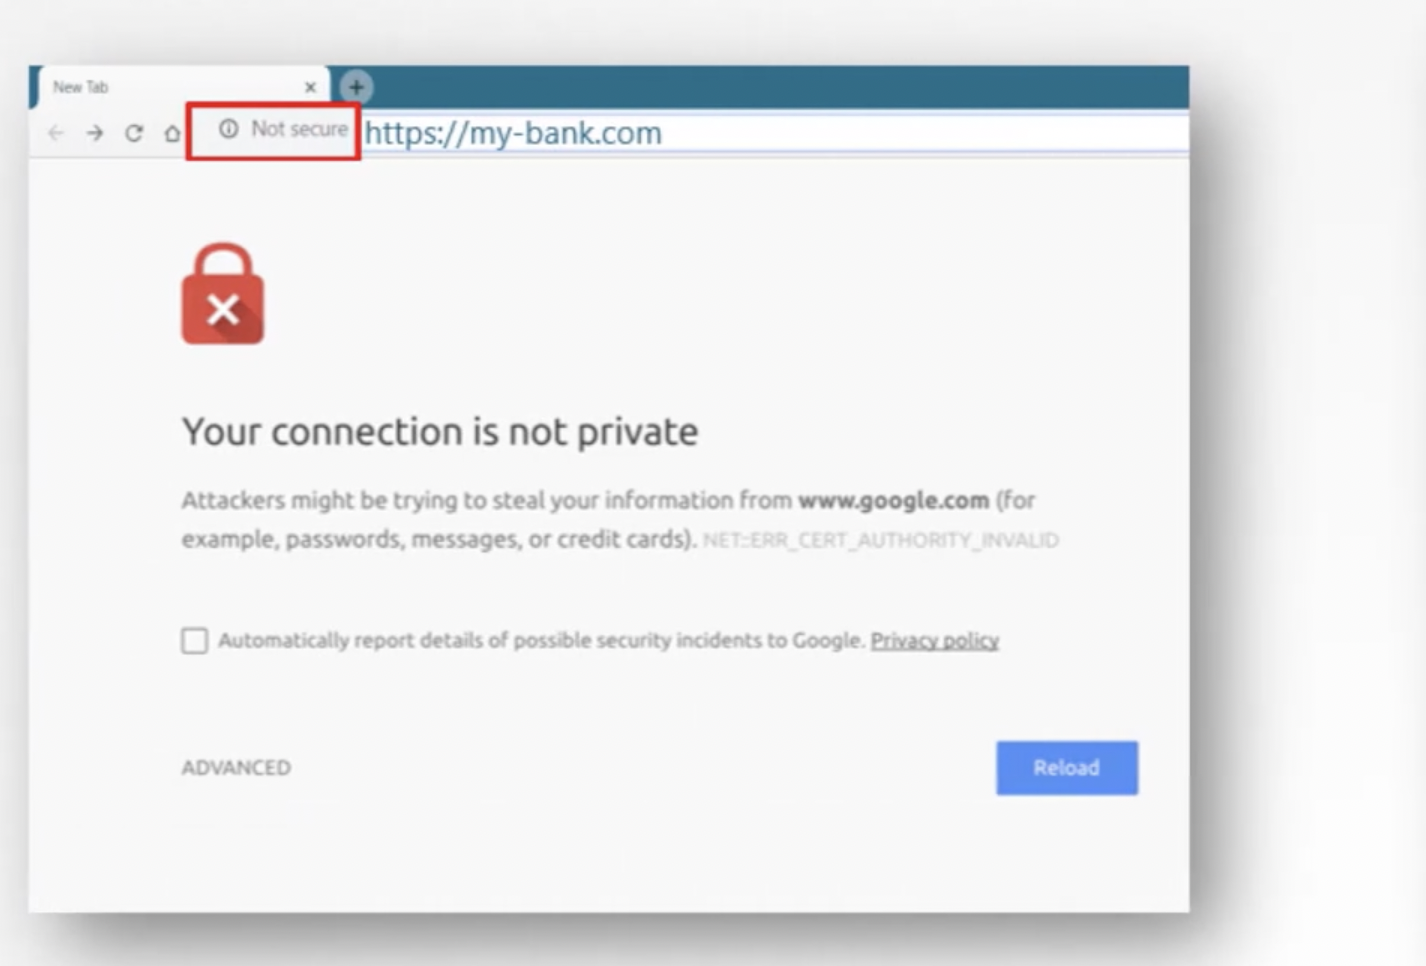 New Tab
Not secure https://my-bank.com
Your connection is not private
Attackers might be trying to steal your information from www.google.com (for
example, passwords, messages, or credit cards). NET::ERR_CERT_AUTHORITY_INVALID
Automatically report details of possible security incidents to Google. Privacy policy
ADVANCED
Reload